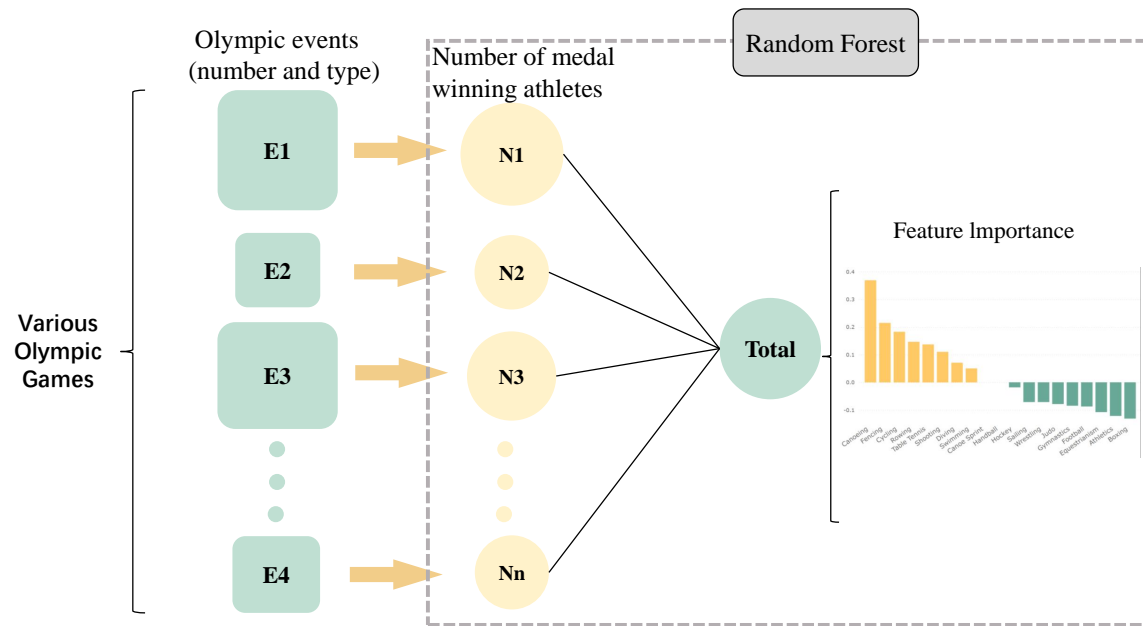 Random Forest
Olympic events
(number and type)
Number of medal
winning athletes
E1
N1
E2
N2
Various
Olympic
Games
E3
N3
Total
E4
Nn
Feature Importance
0.4
0.3
0.2
0.1
0.0
-0.1
Canoeing
Fencing
Cycling
Rowing
Table Tennis
Shooting
Diving
Swimming
Canoe Sprint
Handball
Hockey
Sailing
Wrestling
Judo
Gymnastics
Football
Equestrianism
Athletics
Boxing